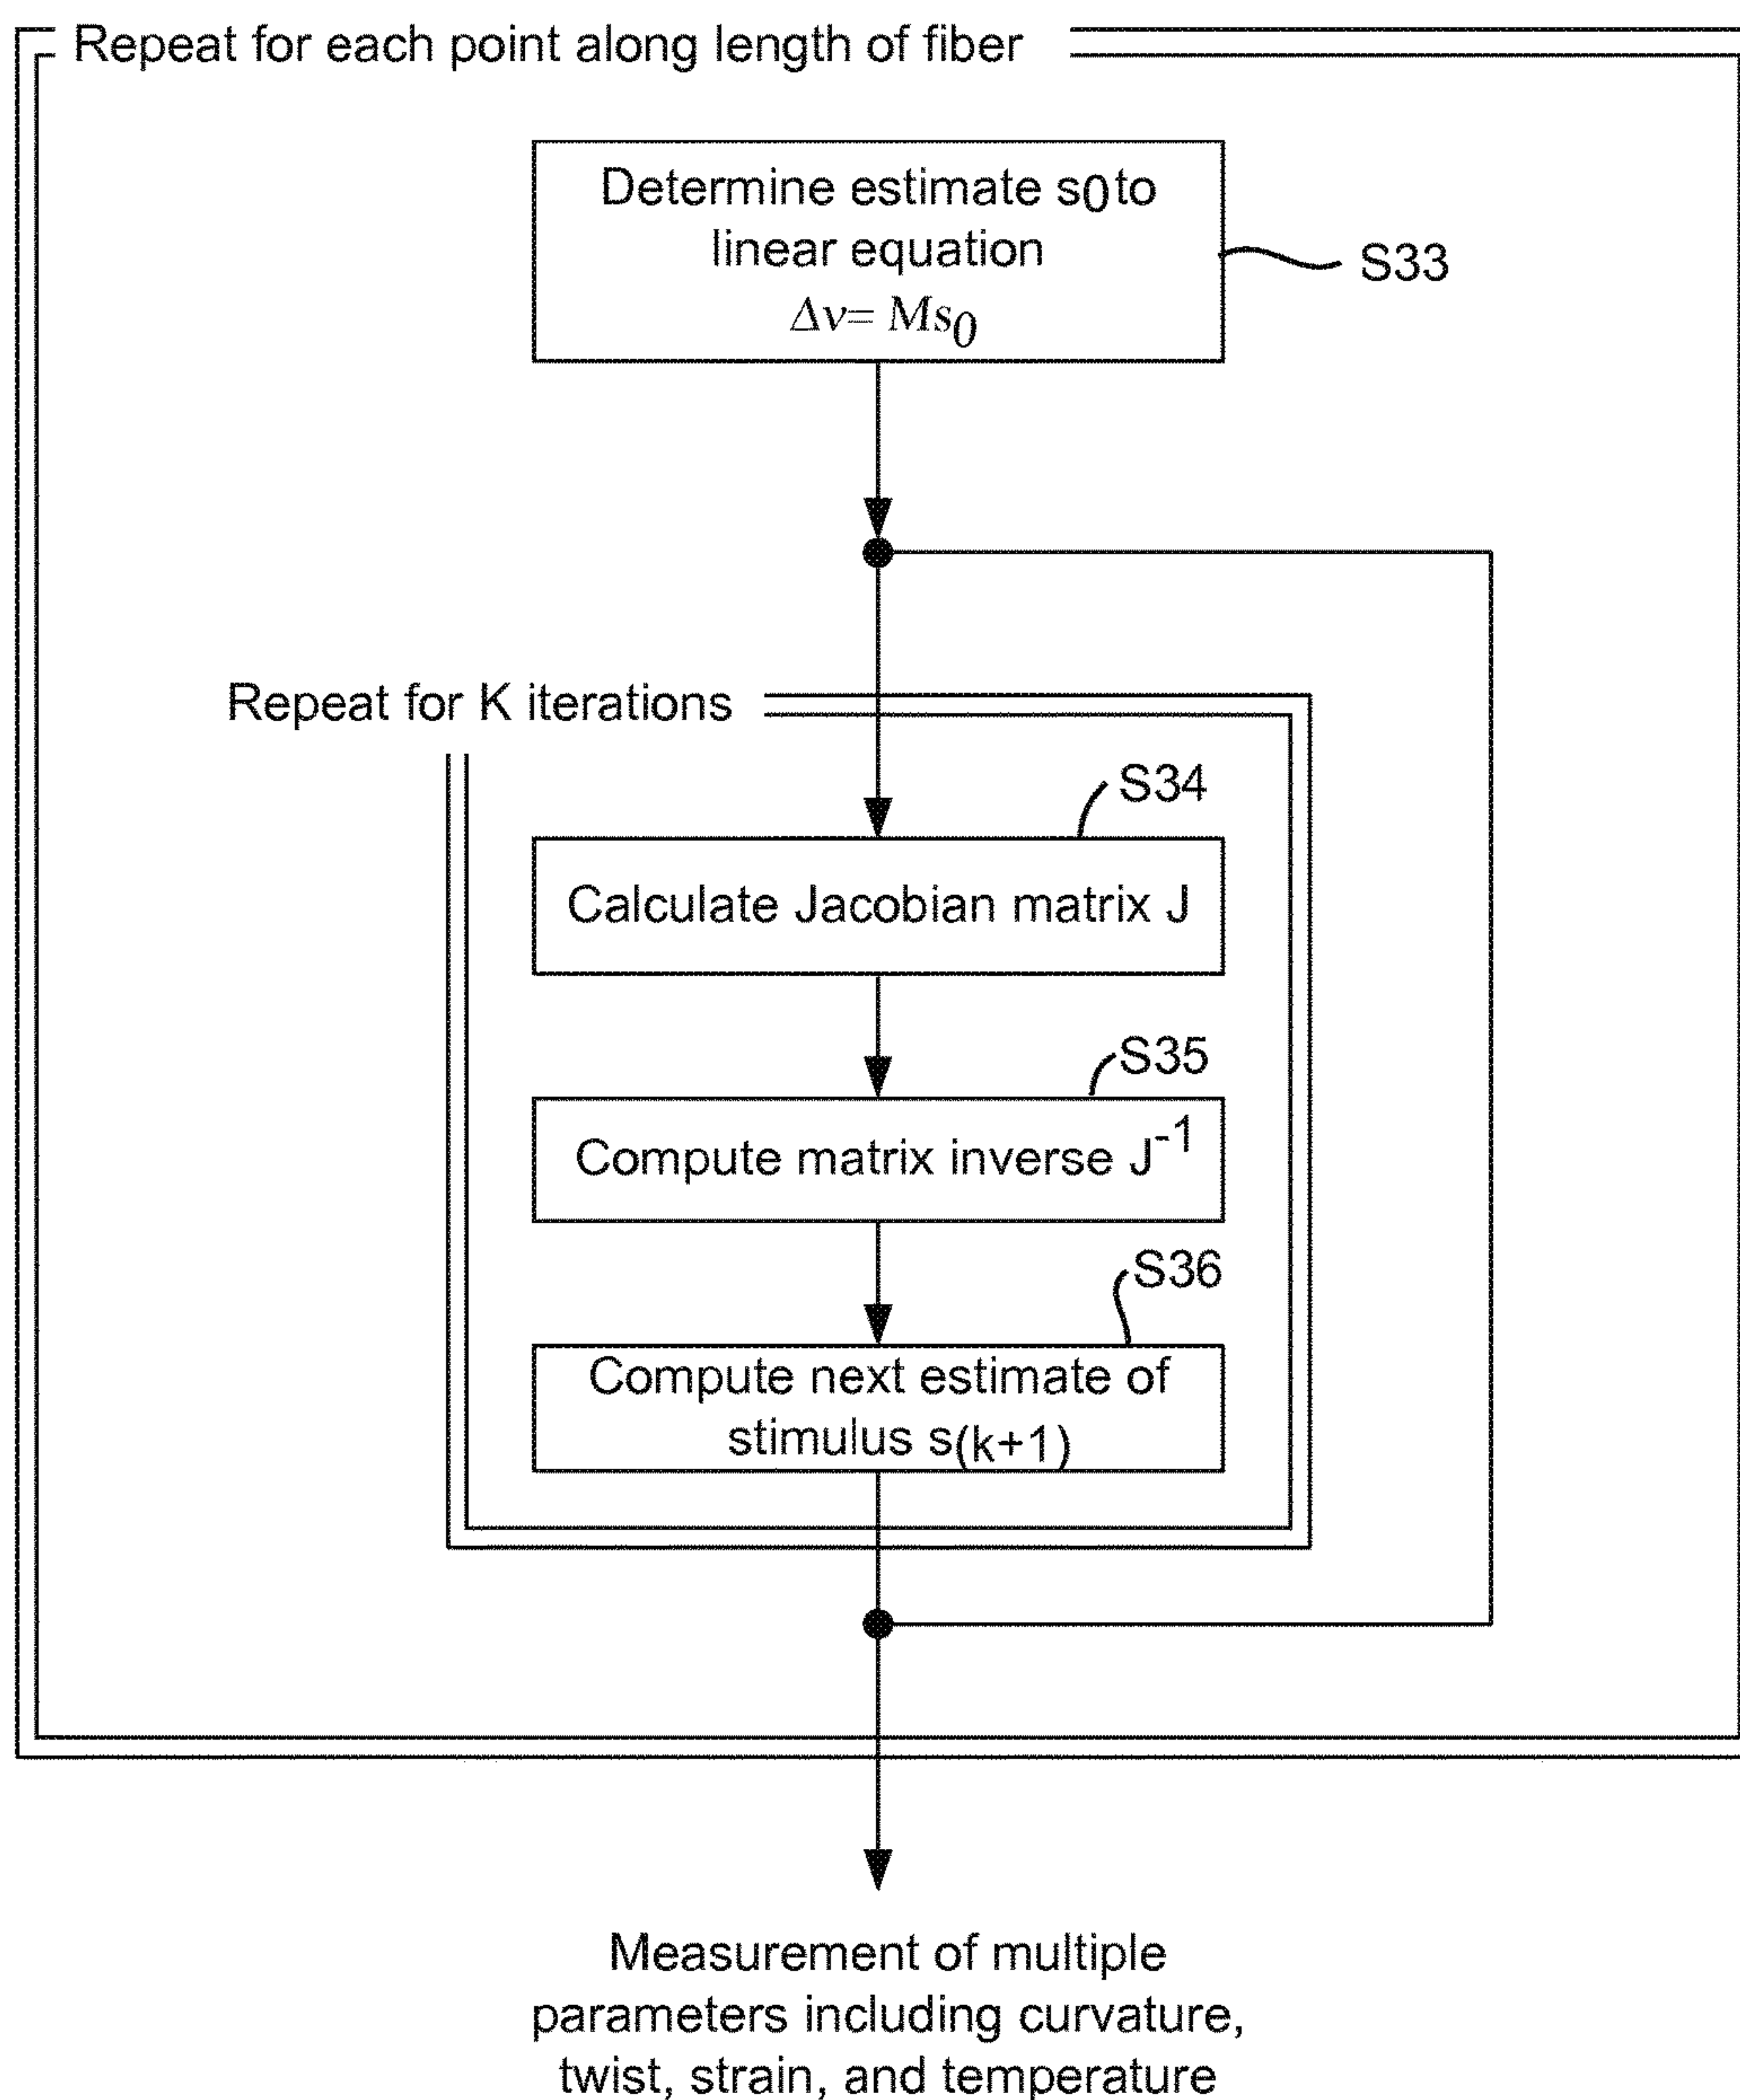 Repeat for each point along length of fiber
Determine estimate s0 to
linear equation
Δν= Ms0
S33
Repeat for K iterations
S34
Calculate Jacobian matrix J
S35
Compute matrix inverse J-1
S36
Compute next estimate of
stimulus s(k+1)
Measurement of multiple
parameters including curvature,
twist, strain, and temperature